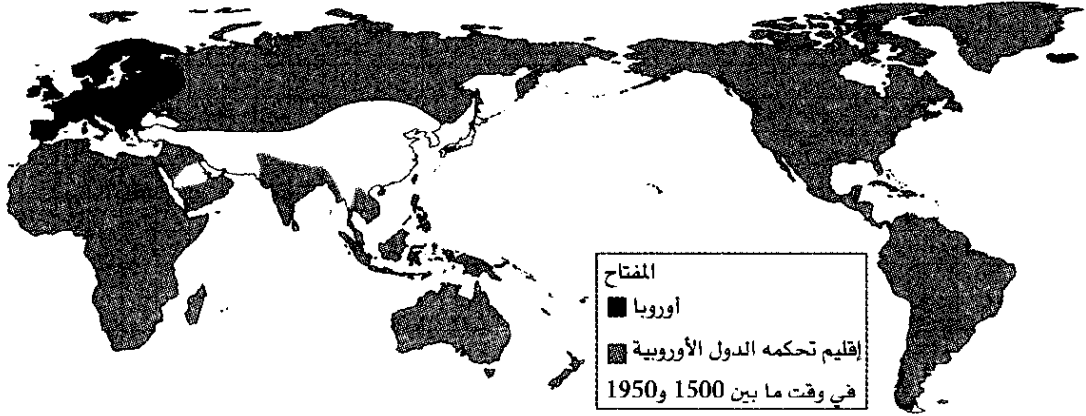 المفتاح
أوروبا
إقليم تحكمه الدول الأوروبية
في وقت ما بين 1500 و1950